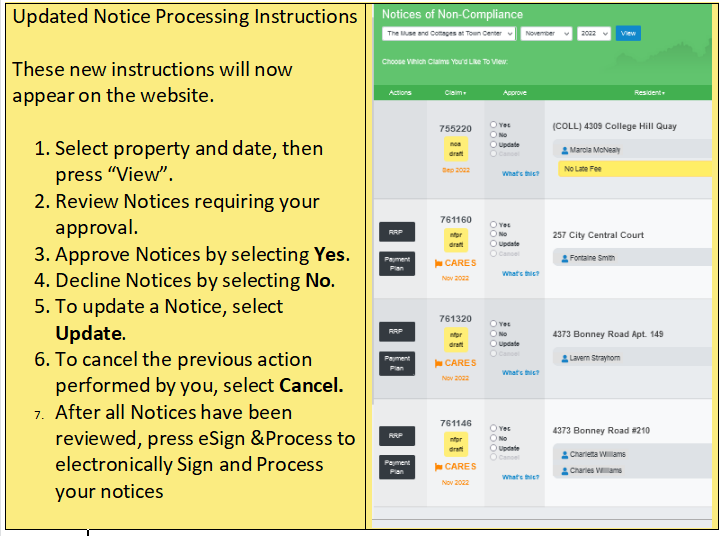 Updated Notice Processing Instructions
These new instructions will now
appear on the website.
1. Select property and date, then
press “View”.
2. Review Notices requiring your
approval.
3. Approve Notices by selecting Yes.
4. Decline Notices by selecting No.
5. To update a Notice, select
Update.
6. To cancel the previous action
performed by you, select Cancel.
7. After all Notices have been
reviewed, press eSign &Process to
electronically Sign and Process
your notices
Notices of Non-Compliance
The Muse and Cottages at Town Center November 2022 View
Choose Which Claims You'd Like To View:
Actions Claim Approve Resident
755220
noa
draft
Sep 2022
Yes
No
Update
Cancel
What's this?
(COLL) 4309 College Hill Quay
Marcia McNealy
No Late Fee
RRP
Payment
Plan
761160
nfpr
draft
CARES
Nov 2022
Yes
No
Update
Cancel
What's this?
257 City Central Court
Fontaine Smith
RRP
Payment
Plan
761320
nfpr
draft
CARES
Nov 2022
Yes
No
Update
Cancel
What's this?
4373 Bonney Road Apt. 149
Lavern Strayhorn
RRP
Payment
Plan
761146
nfpr
draft
CARES
Nov 2022
Yes
No
Update
Cancel
What's this?
4373 Bonney Road #210
Charletta Williams
Charles Williams